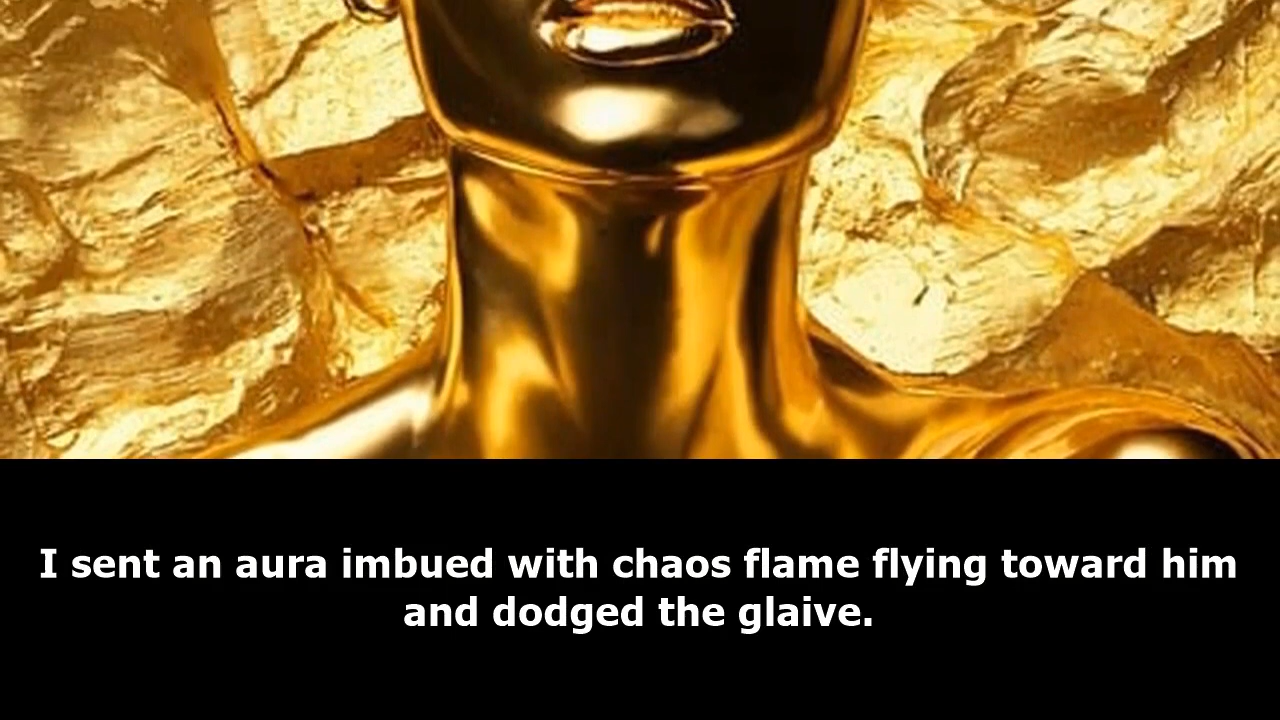 I sent an aura imbued with chaos flame flying toward him
and dodged the glaive.